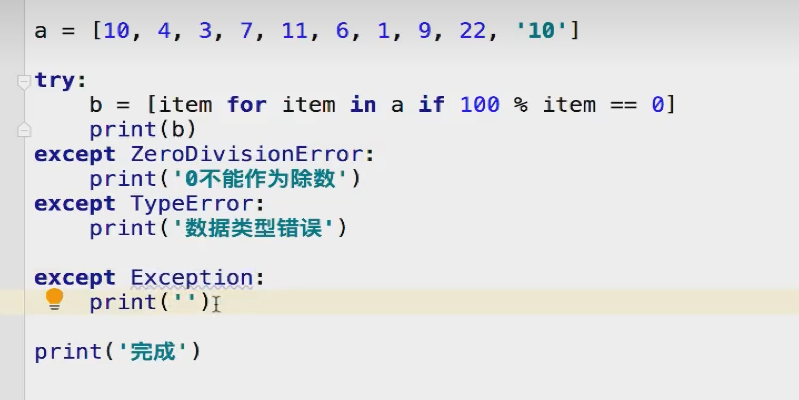 a = [10, 4, 3, 7, 11, 6, 1, 9, 22, '10']
try:
    b = [item for item in a if 100 % item == 0]
    print(b)
except ZeroDivisionError:
    print('0不能作为除数')
except TypeError:
    print('数据类型错误')
except Exception:
    print('')
print('完成')